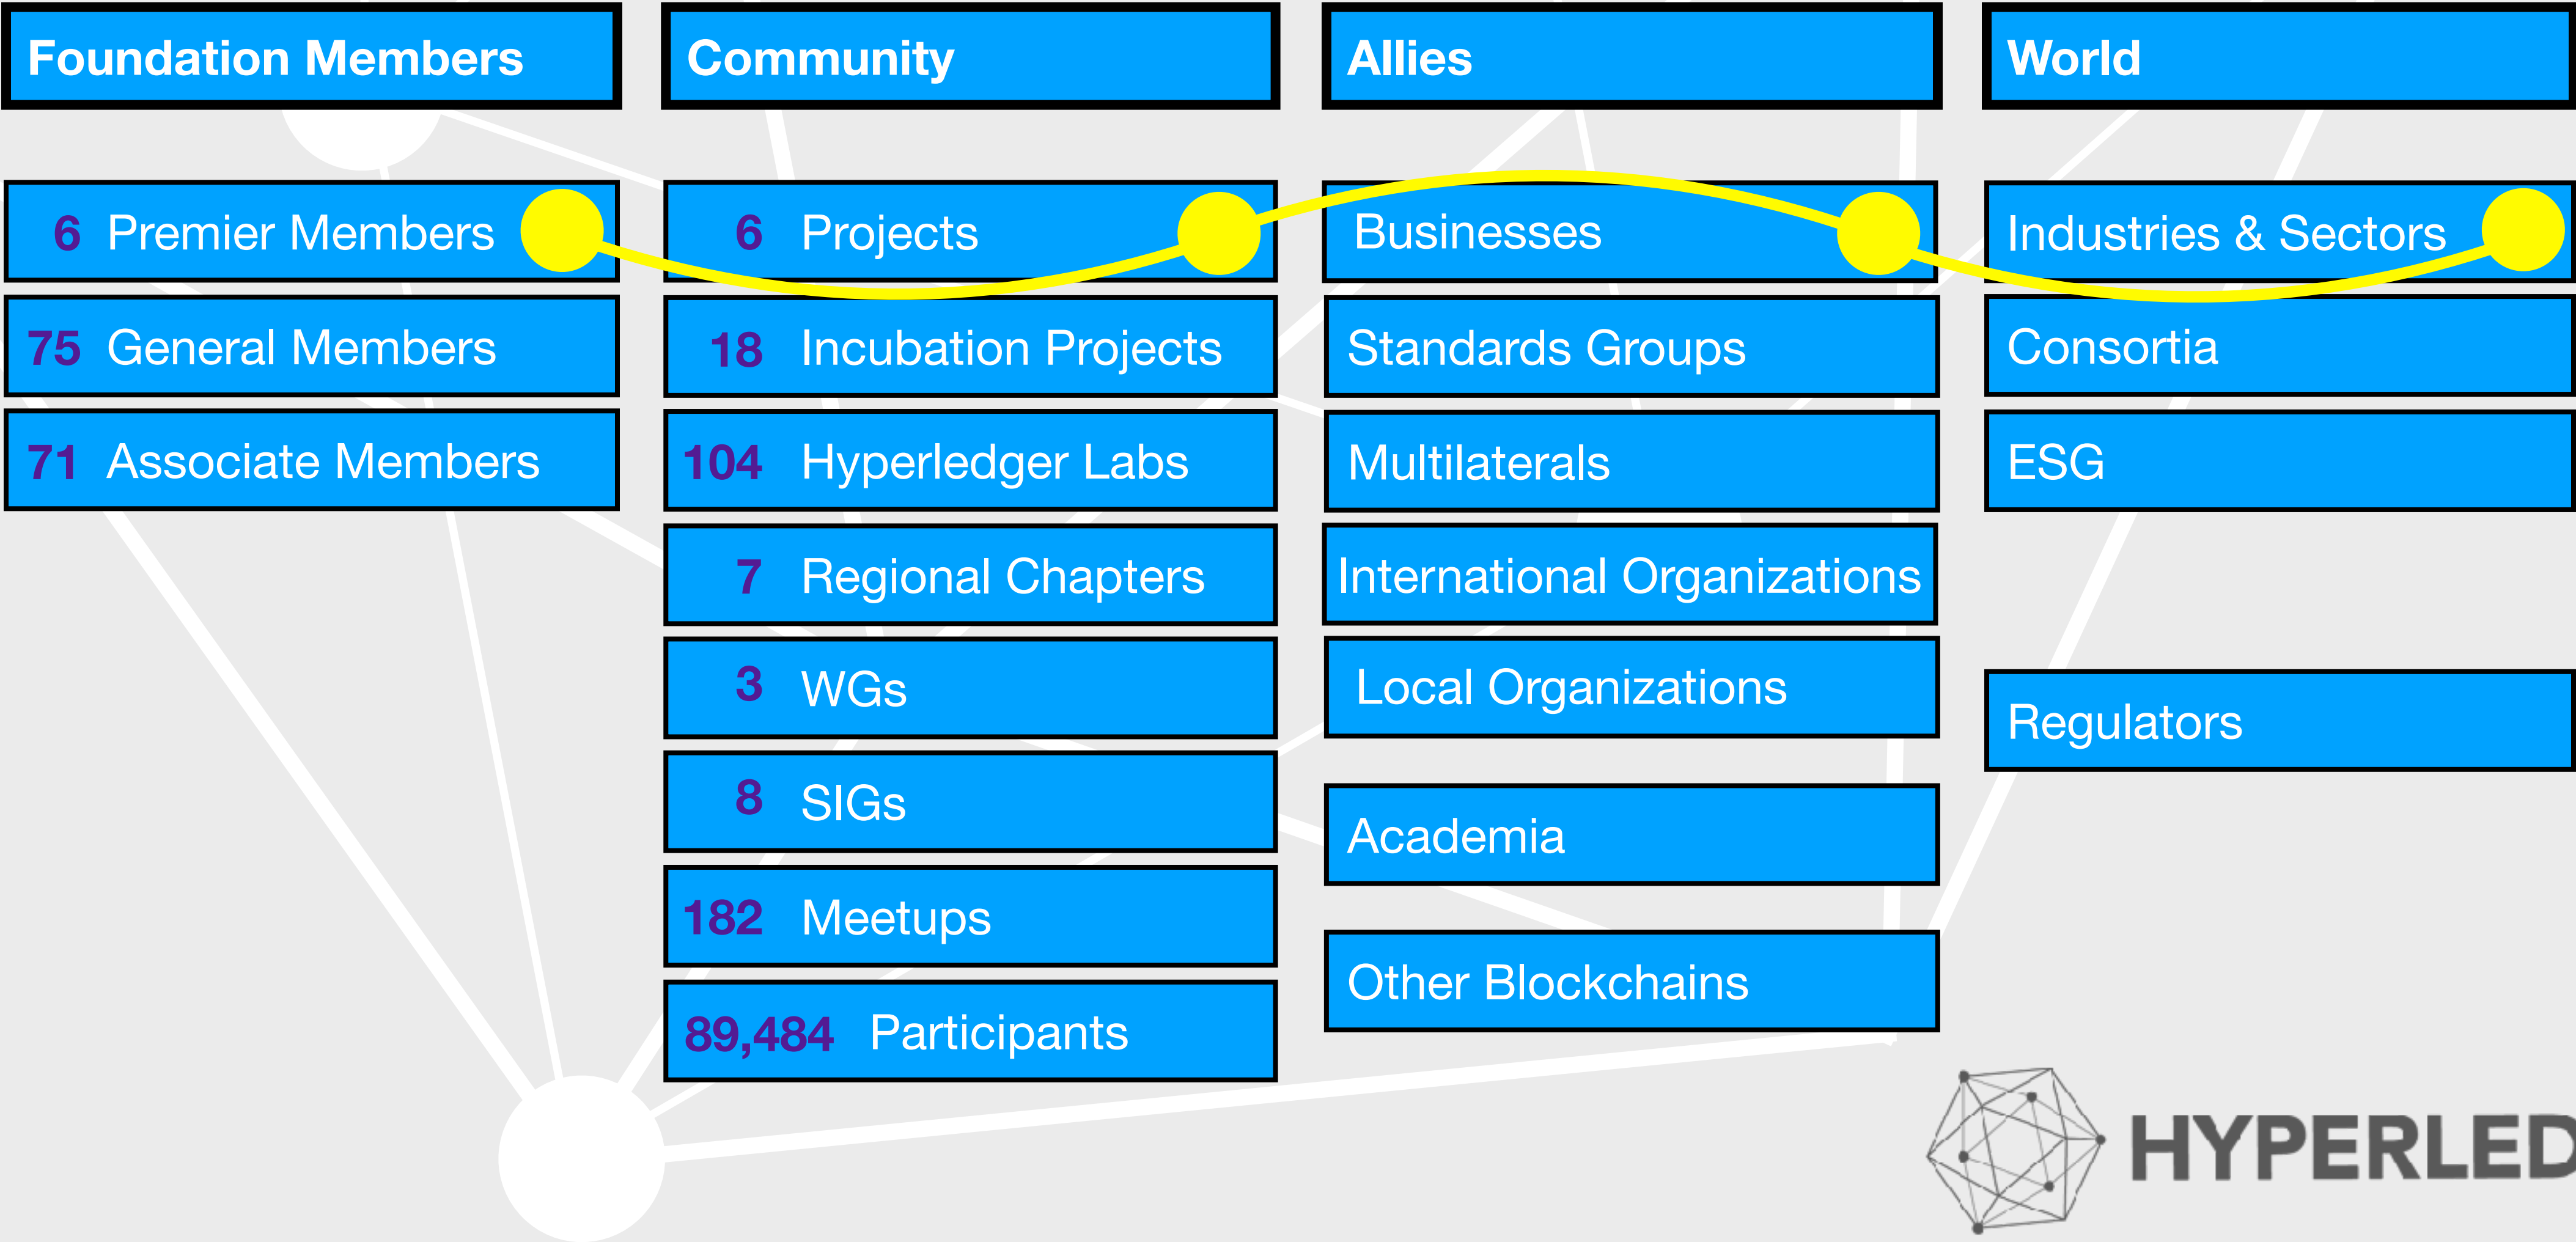 Foundation Members
6 Premier Members
75 General Members
71 Associate Members
Community
6 Projects
18 Incubation Projects
104 Hyperledger Labs
7 Regional Chapters
3 WGs
8 SIGs
182 Meetups
89,484 Participants
Allies
Businesses
Standards Groups
Multilaterals
International Organizations
Local Organizations
Academia
Other Blockchains
World
Industries & Sectors
Consortia
ESG
Regulators
HYPERLED